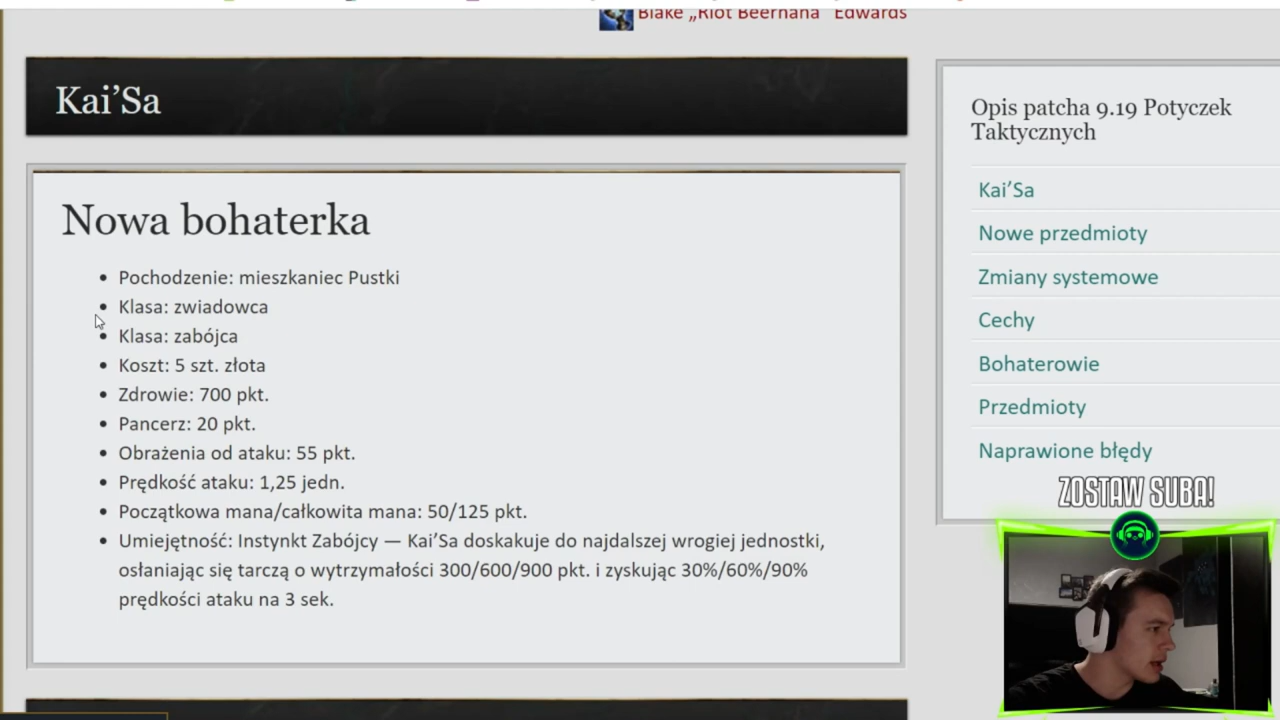 Blake „Riot Beernana” Edwards
Kai’Sa
Nowa bohaterka
• Pochodzenie: mieszkaniec Pustki
• Klasa: zwiadowca
• Klasa: zabójca
• Koszt: 5 szt. złota
• Zdrowie: 700 pkt.
• Pancerz: 20 pkt.
• Obrażenia od ataku: 55 pkt.
• Prędkość ataku: 1,25 jedn.
• Początkowa mana/całkowita mana: 50/125 pkt.
• Umiejętność: Instynkt Zabójcy — Kai’Sa doskakuje do najdalszej wrogiej jednostki,
osłaniając się tarczą o wytrzymałości 300/600/900 pkt. i zyskując 30%/60%/90%
prędkości ataku na 3 sek.
Opis patcha 9.19 Potyczek
Taktycznych
Kai’Sa
Nowe przedmioty
Zmiany systemowe
Cechy
Bohaterowie
Przedmioty
Naprawione błędy
ZOSTAW SUBA!